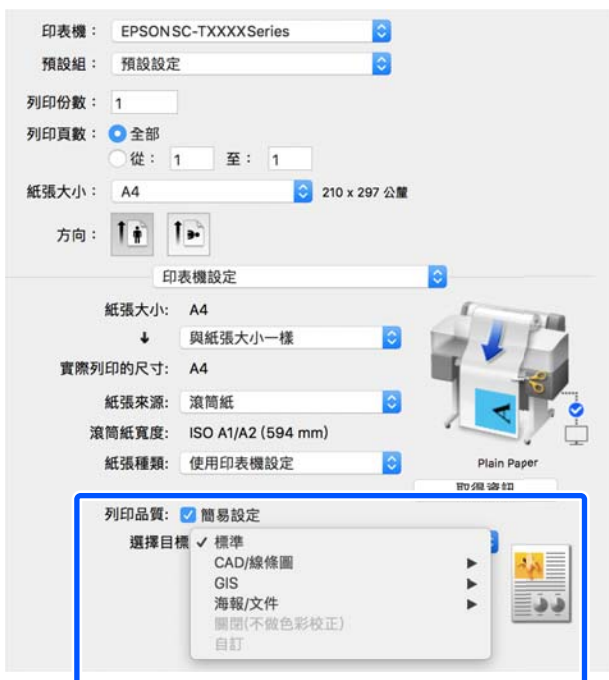 印表機： EPSON SC-TXXXX Series
預設組： 預設設定
列印份數： 1
列印頁數： 全部
從： 1 至： 1
紙張大小： A4 210 x 297 公釐
方向：
印表機設定
紙張大小: A4
與紙張大小一樣
實際列印的尺寸: A4
紙張來源: 滾筒紙
滾筒紙寬度: ISO A1/A2 (594 mm)
紙張種類: 使用印表機設定
Plain Paper
取得資訊
列印品質: 簡易設定
選擇目標 標準
CAD/線條圖
GIS
海報/文件
關閉(不做色彩校正)
自訂